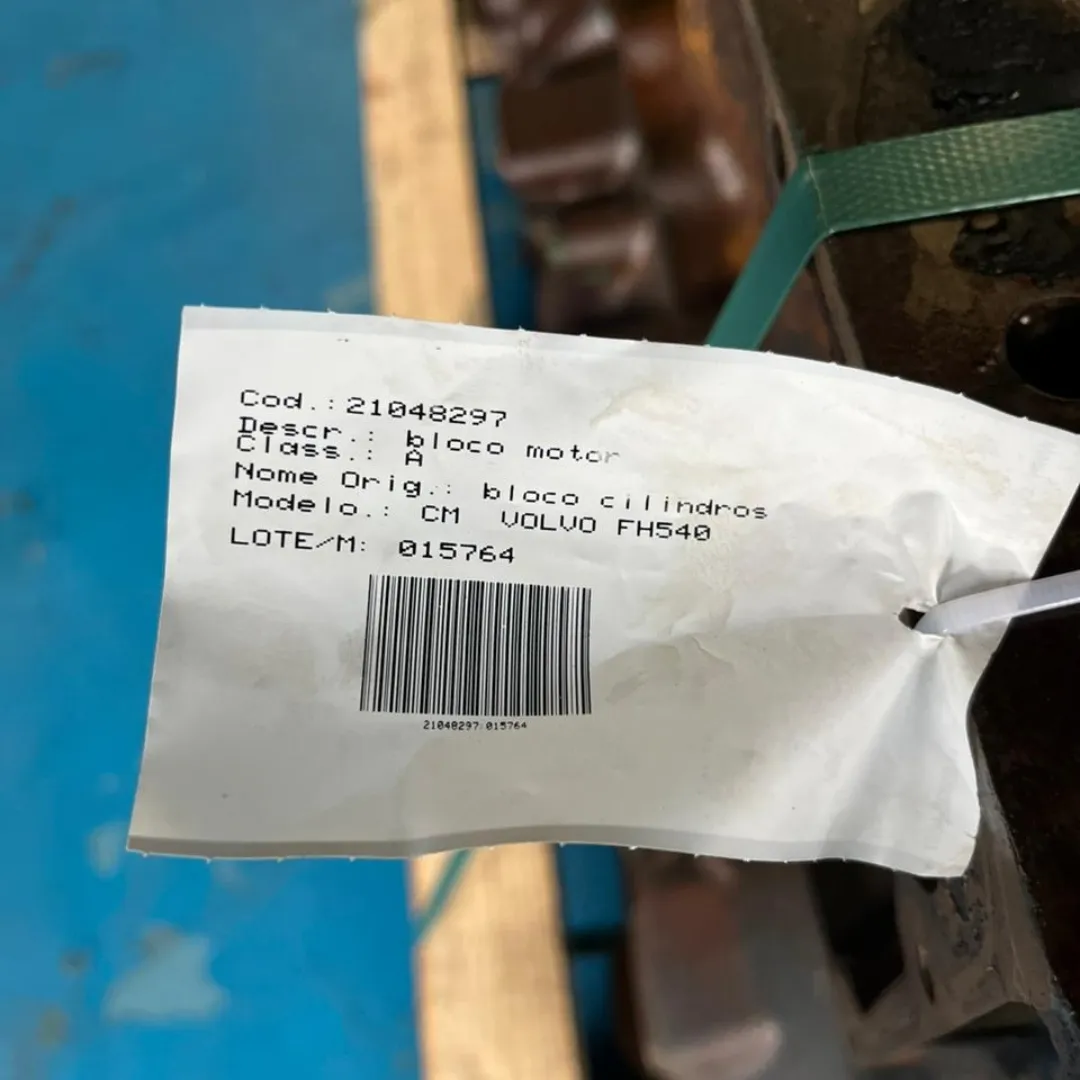 Cod.:21048297
Descr.: bloco motor
Class.: A
Nome Orig.: bloco cilindros
Modelo.: CM VOLVO FH540
LOTE/M: 015764
21048297/015764